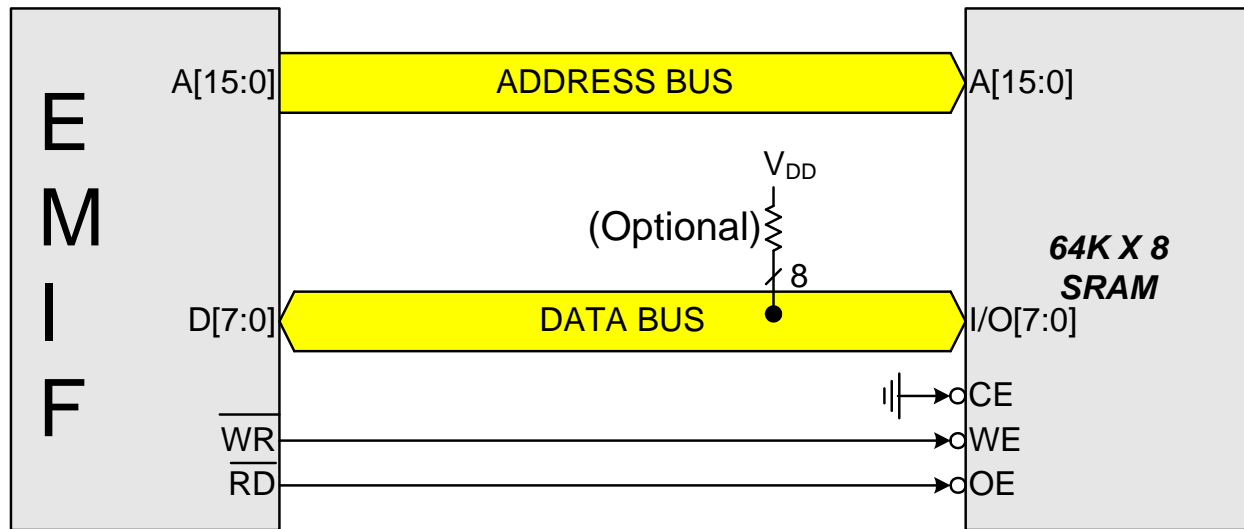 EMIF
A[15:0]
ADDRESS BUS
A[15:0]
VDD
(Optional)
8
64K X 8
SRAM
D[7:0]
DATA BUS
I/O[7:0]
CE
WR
WE
RD
OE